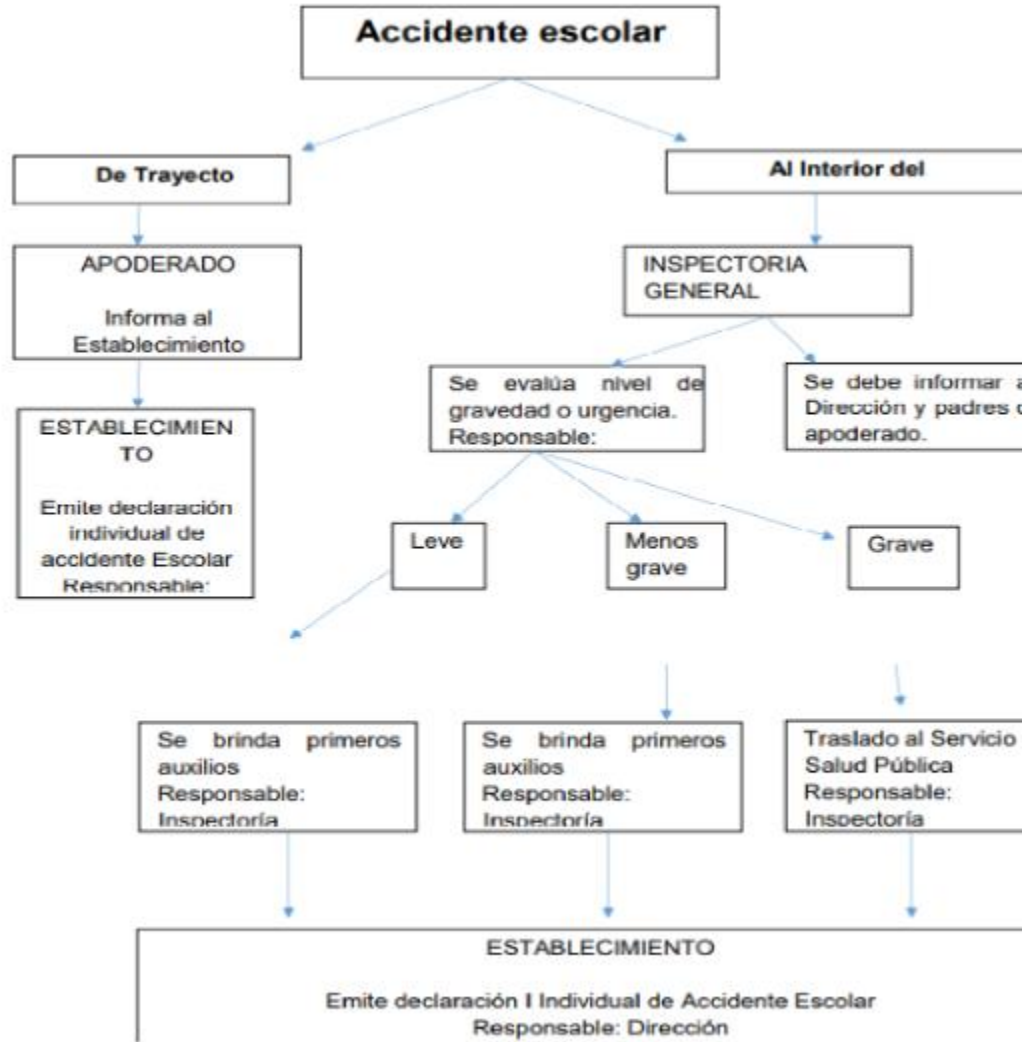 Accidente escolar
De Trayecto
Al Interior del
APODERADO
Informa al
Establecimiento
INSPECTORIA
GENERAL
Se evalúa nivel de
gravedad o urgencia.
Responsable:
Se debe informar a
Dirección y padres o
apoderado.
ESTABLECIMIEN
TO
Emite declaración
individual de
accidente Escolar
Responsable:
Leve
Menos
grave
Grave
Se brinda primeros
auxilios
Responsable:
Inspectoría
Se brinda primeros
auxilios
Responsable:
Inspectoría
Traslado al Servicio
Salud Pública
Responsable:
Inspectoría
ESTABLECIMIENTO
Emite declaración I Individual de Accidente Escolar
Responsable: Dirección